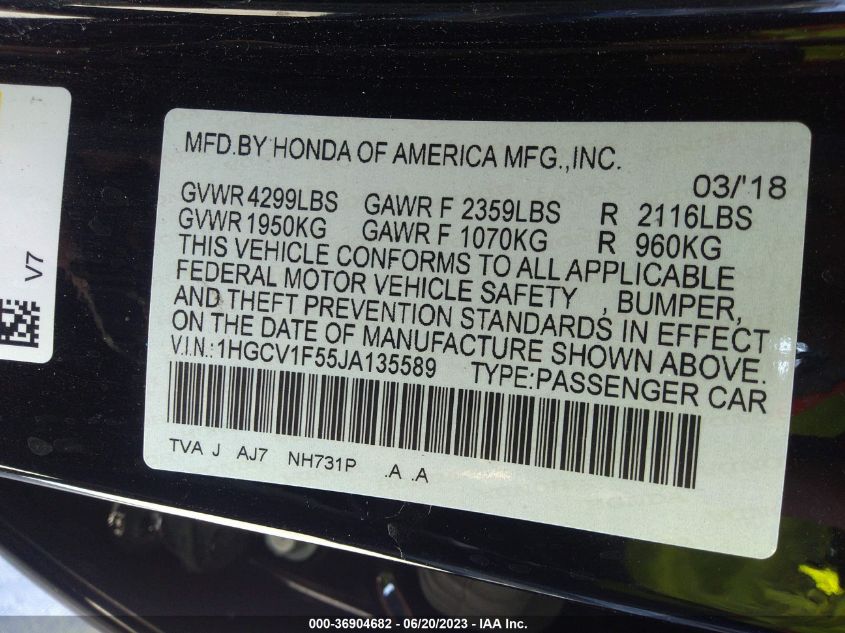 MFD.BY HONDA OF AMERICA MFG.,INC.
03/'18
GVWR 4299LBS GAWR F 2359LBS R 2116LBS
GVWR 1950KG GAWR F 1070KG R 960KG
THIS VEHICLE CONFORMS TO ALL APPLICABLE
FEDERAL MOTOR VEHICLE SAFETY , BUMPER,
AND THEFT PREVENTION STANDARDS IN EFFECT
ON THE DATE OF MANUFACTURE SHOWN ABOVE.
V.I.N.:1HGCV1F55JA135589 TYPE:PASSENGER CAR
TVA J AJ7 NH731P .A .A
V7
000-36904682 / 06/20/2023 - IAA Inc.